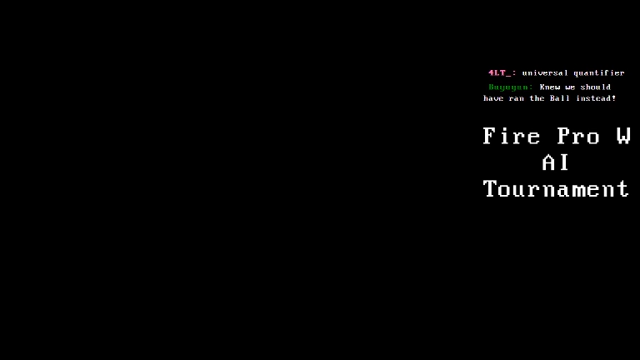 4LT_: universal quantifier
Knew we should
have ran the Ball instead!
Fire Pro W
AI
Tournament